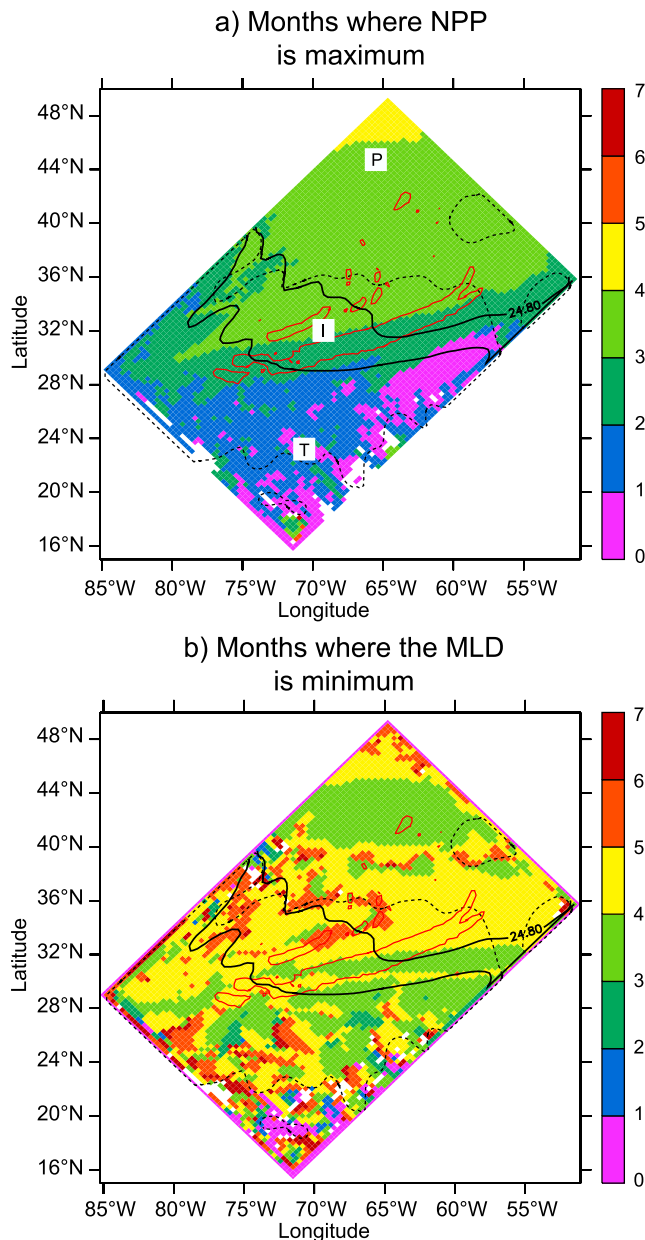 a) Months where NPP
is maximum
48°N
44°N
40°N
36°N
32°N
28°N
24°N
20°N
16°N
Latitude
P
I
T
24.80
85°W 80°W 75°W 70°W 65°W 60°W 55°W
Longitude
7
6
5
4
3
2
1
0
b) Months where the MLD
is minimum
48°N
44°N
40°N
36°N
32°N
28°N
24°N
20°N
16°N
Latitude
24.80
85°W 80°W 75°W 70°W 65°W 60°W 55°W
Longitude
7
6
5
4
3
2
1
0